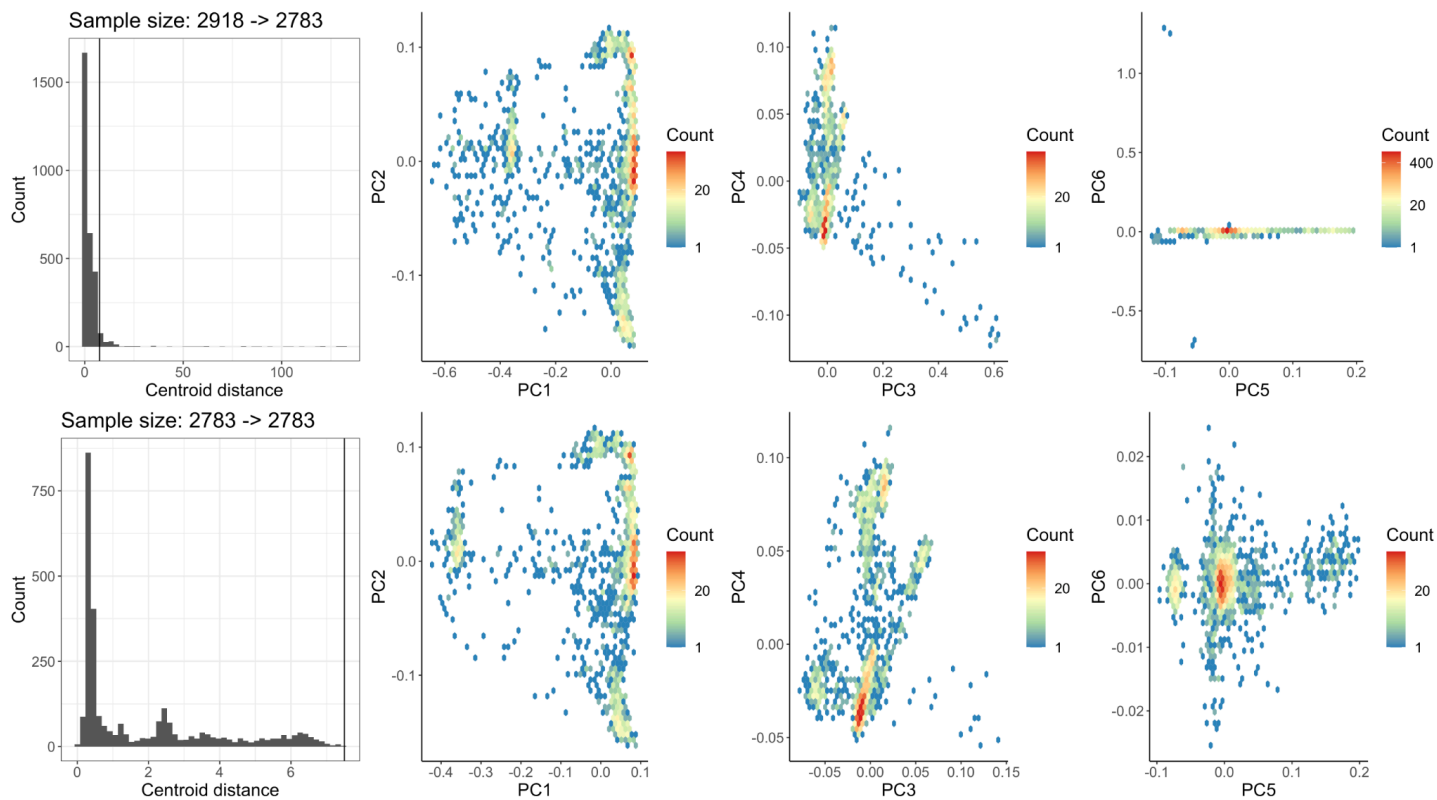 Sample size: 2918 -> 2783
1500
1000
500
0
Count
0 50 100
Centroid distance
0.1
0.0
-0.1
PC2
-0.6 -0.4 -0.2 0.0
PC1
Count
20
1
0.10
0.05
0.00
-0.05
-0.10
PC4
0.0 0.2 0.4 0.6
PC3
Count
20
1
1.0
0.5
0.0
-0.5
PC6
-0.1 0.0 0.1 0.2
PC5
Count
400
20
1
Sample size: 2783 -> 2783
750
500
250
0
Count
0 2 4 6
Centroid distance
0.1
0.0
-0.1
PC2
-0.4 -0.3 -0.2 -0.1 0.0 0.1
PC1
Count
20
1
0.10
0.05
0.00
-0.05
PC4
-0.05 0.00 0.05 0.10 0.15
PC3
Count
20
1
0.02
0.01
0.00
-0.01
-0.02
PC6
-0.1 0.0 0.1 0.2
PC5
Count
20
1